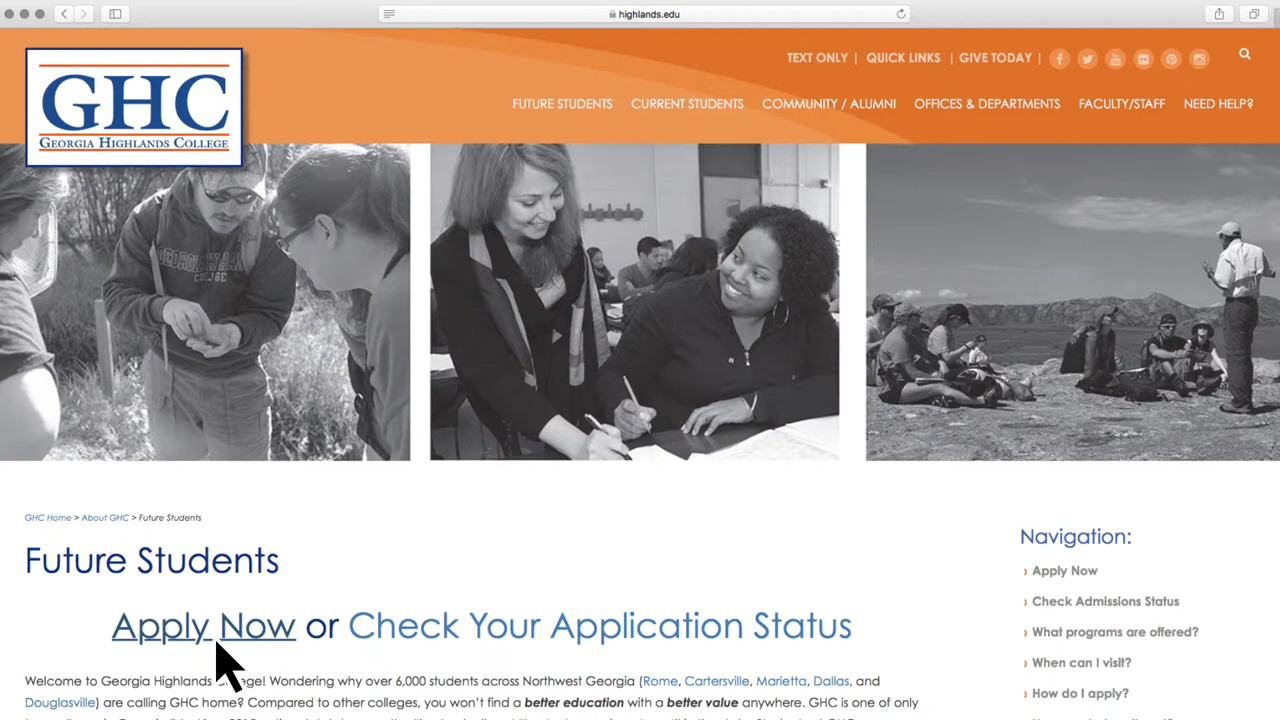 highlands.edu
TEXT ONLY | QUICK LINKS | GIVE TODAY |
GHC
GEORGIA HIGHLANDS COLLEGE
FUTURE STUDENTS CURRENT STUDENTS COMMUNITY / ALUMNI OFFICES & DEPARTMENTS FACULTY/STAFF NEED HELP?
GEORGIA HIGHLANDS
COLLEGE
GHC Home > About GHC > Future Students
Future Students
Apply Now or Check Your Application Status
Welcome to Georgia Highlands College! Wondering why over 6,000 students across Northwest Georgia (Rome, Cartersville, Marietta, Dallas, and
Douglasville) are calling GHC home? Compared to other colleges, you won't find a better education with a better value anywhere. GHC is one of only
Navigation:
Apply Now
Check Admissions Status
What programs are offered?
When can I visit?
How do I apply?